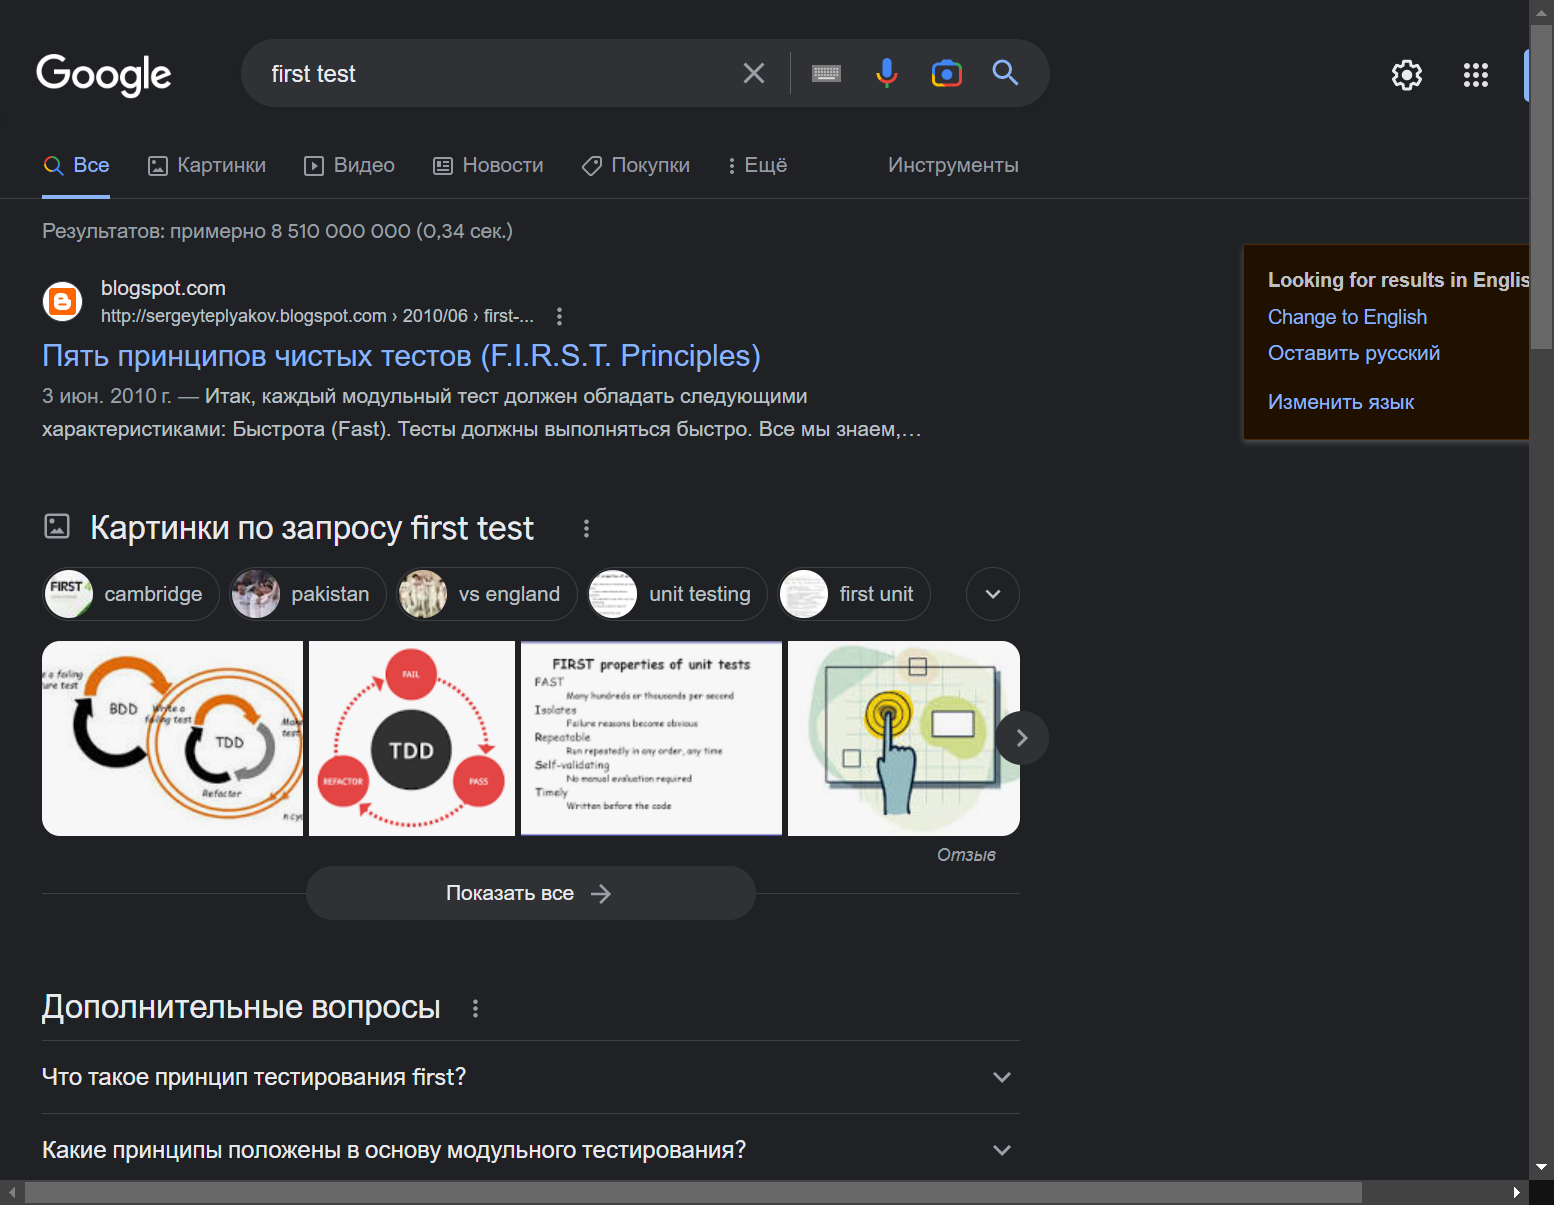 Google
first test
Все
Картинки
Видео
Новости
Покупки
Ещё
Инструменты
Результатов: примерно 8 510 000 000 (0,34 сек.)
blogspot.com
http://sergeyteplyakov.blogspot.com › 2010/06 › first-...
Пять принципов чистых тестов (F.I.R.S.T. Principles)
3 июн. 2010 г. — Итак, каждый модульный тест должен обладать следующими
характеристиками: Быстрота (Fast). Тесты должны выполняться быстро. Все мы знаем,…
Looking for results in Englis
Change to English
Оставить русский
Изменить язык
Картинки по запросу first test
FIRST
cambridge
pakistan
vs england
unit testing
first unit
e a failing
ure test
BDD
Write a
failing test
TDD
Mak
test
Refactor
n cyc
FAIL
TDD
REFACTOR
PASS
FIRST properties of unit tests
FAST
Many hundreds or thousands per second
Isolates
Failure reasons become obvious
Repeatable
Run repeatedly in any order, any time
Self-validating
No manual evaluation required
Timely
Written before the code
Отзыв
Показать все
Дополнительные вопросы
Что такое принцип тестирования first?
Какие принципы положены в основу модульного тестирования?